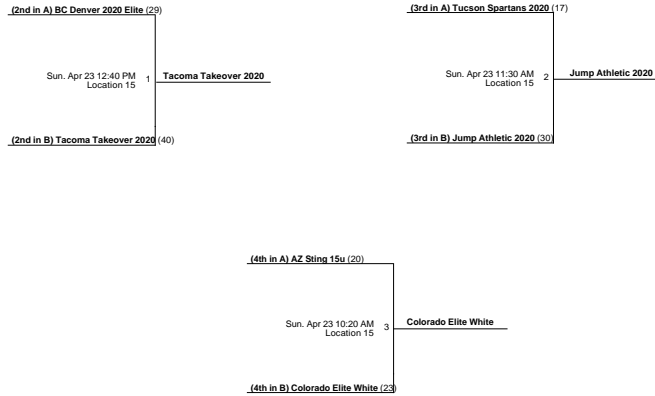 (2nd in A) BC Denver 2020 Elite (29)
Sun. Apr 23 12:40 PM
Location 15
1
Tacoma Takeover 2020
(2nd in B) Tacoma Takeover 2020 (40)
(3rd in A) Tucson Spartans 2020 (17)
Sun. Apr 23 11:30 AM
Location 15
2
Jump Athletic 2020
(3rd in B) Jump Athletic 2020 (30)
(4th in A) AZ Sting 15u (20)
Sun. Apr 23 10:20 AM
Location 15
3
Colorado Elite White
(4th in B) Colorado Elite White (23)